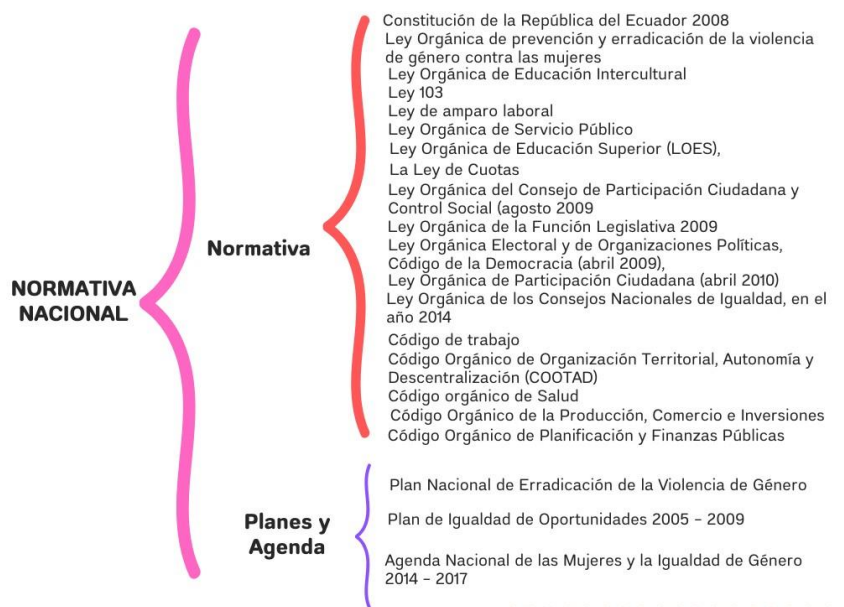 Constitución de la República del Ecuador 2008
Ley Orgánica de prevención y erradicación de la violencia
de género contra las mujeres
Ley Orgánica de Educación Intercultural
Ley 103
Ley de amparo laboral
Ley Orgánica de Servicio Público
Ley Orgánica de Educación Superior (LOES),
La Ley de Cuotas
Ley Orgánica del Consejo de Participación Ciudadana y
Control Social (agosto 2009
Ley Orgánica de la Función Legislativa 2009
Ley Orgánica Electoral y de Organizaciones Políticas,
Código de la Democracia (abril 2009),
Ley Orgánica de Participación Ciudadana (abril 2010)
Ley Orgánica de los Consejos Nacionales de Igualdad, en el
año 2014
Código de trabajo
Código Orgánico de Organización Territorial, Autonomía y
Descentralización (COOTAD)
Código orgánico de Salud
Código Orgánico de la Producción, Comercio e Inversiones
Código Orgánico de Planificación y Finanzas Públicas
Normativa
NORMATIVA
NACIONAL
Planes y
Agenda
Plan Nacional de Erradicación de la Violencia de Género
Plan de Igualdad de Oportunidades 2005 – 2009
Agenda Nacional de las Mujeres y la Igualdad de Género
2014 – 2017